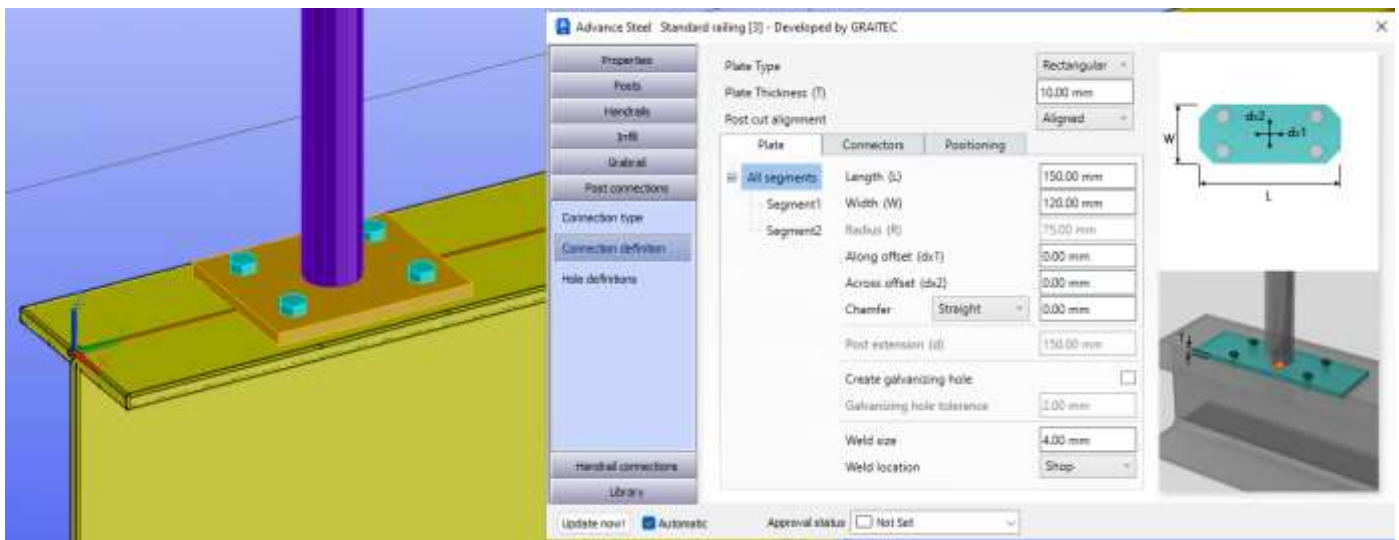 Advance Steel Standard railing [3] - Developed by GRAITEC
Properties
Posts
Handrails
Infill
Grabrail
Post connections
Connection type
Connection definition
Hole definitions
Handrail connections
Library
Plate Type
Rectangular
Plate Thickness (T)
10.00 mm
Post cut alignment
Aligned
Plate
Connectors
Positioning
All segments
Segment1
Segment2
Length (L)
150.00 mm
Width (W)
120.00 mm
Radius (R)
75.00 mm
Along offset (dx1)
0.00 mm
Across offset (dx2)
0.00 mm
Chamfer
Straight
0.00 mm
Post extension (d)
150.00 mm
Create galvanizing hole
Galvanizing hole tolerance
2.00 mm
Weld size
4.00 mm
Weld location
Shop
W
dx2
dx1
L
T
Update now!
Automatic
Approval status
Not Set